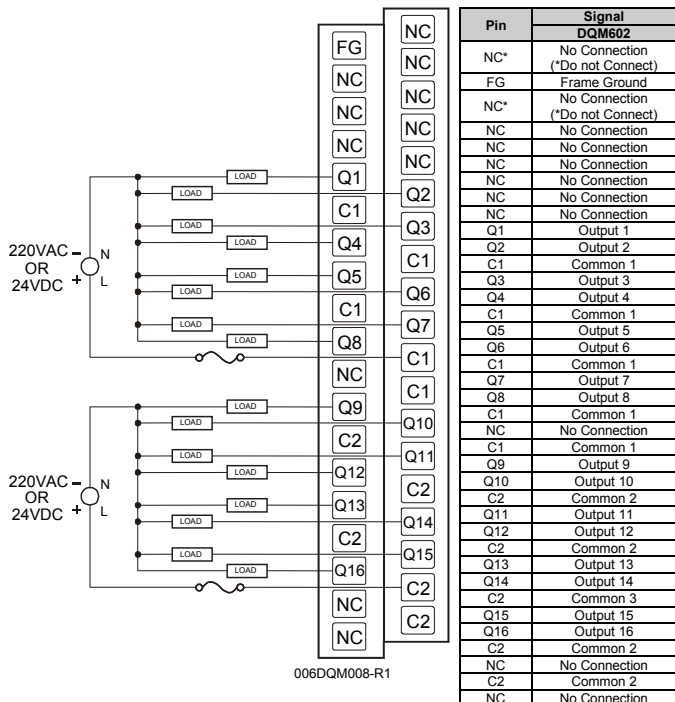 NC
FG
NC
NC
NC
NC
NC
NC
NC
Q1
Q2
C1
Q3
Q4
C1
Q5
Q6
C1
Q7
Q8
C1
NC
C1
Q9
Q10
C2
Q11
Q12
C2
Q13
Q14
C2
Q15
Q16
C2
NC
C2
NC
LOAD
LOAD
LOAD
LOAD
LOAD
LOAD
LOAD
LOAD
220VAC -
OR
24VDC +
N
L
LOAD
LOAD
LOAD
LOAD
LOAD
LOAD
LOAD
LOAD
220VAC -
OR
24VDC +
N
L
006DQM008-R1
Pin Signal
DQM602
NC* No Connection
(*Do not Connect)
FG Frame Ground
NC* No Connection
(*Do not Connect)
NC No Connection
NC No Connection
NC No Connection
NC No Connection
NC No Connection
NC No Connection
Q1 Output 1
Q2 Output 2
C1 Common 1
Q3 Output 3
Q4 Output 4
C1 Common 1
Q5 Output 5
Q6 Output 6
C1 Common 1
Q7 Output 7
Q8 Output 8
C1 Common 1
NC No Connection
C1 Common 1
Q9 Output 9
Q10 Output 10
C2 Common 2
Q11 Output 11
Q12 Output 12
C2 Common 2
Q13 Output 13
Q14 Output 14
C2 Common 3
Q15 Output 15
Q16 Output 16
C2 Common 2
NC No Connection
C2 Common 2
NC No Connection